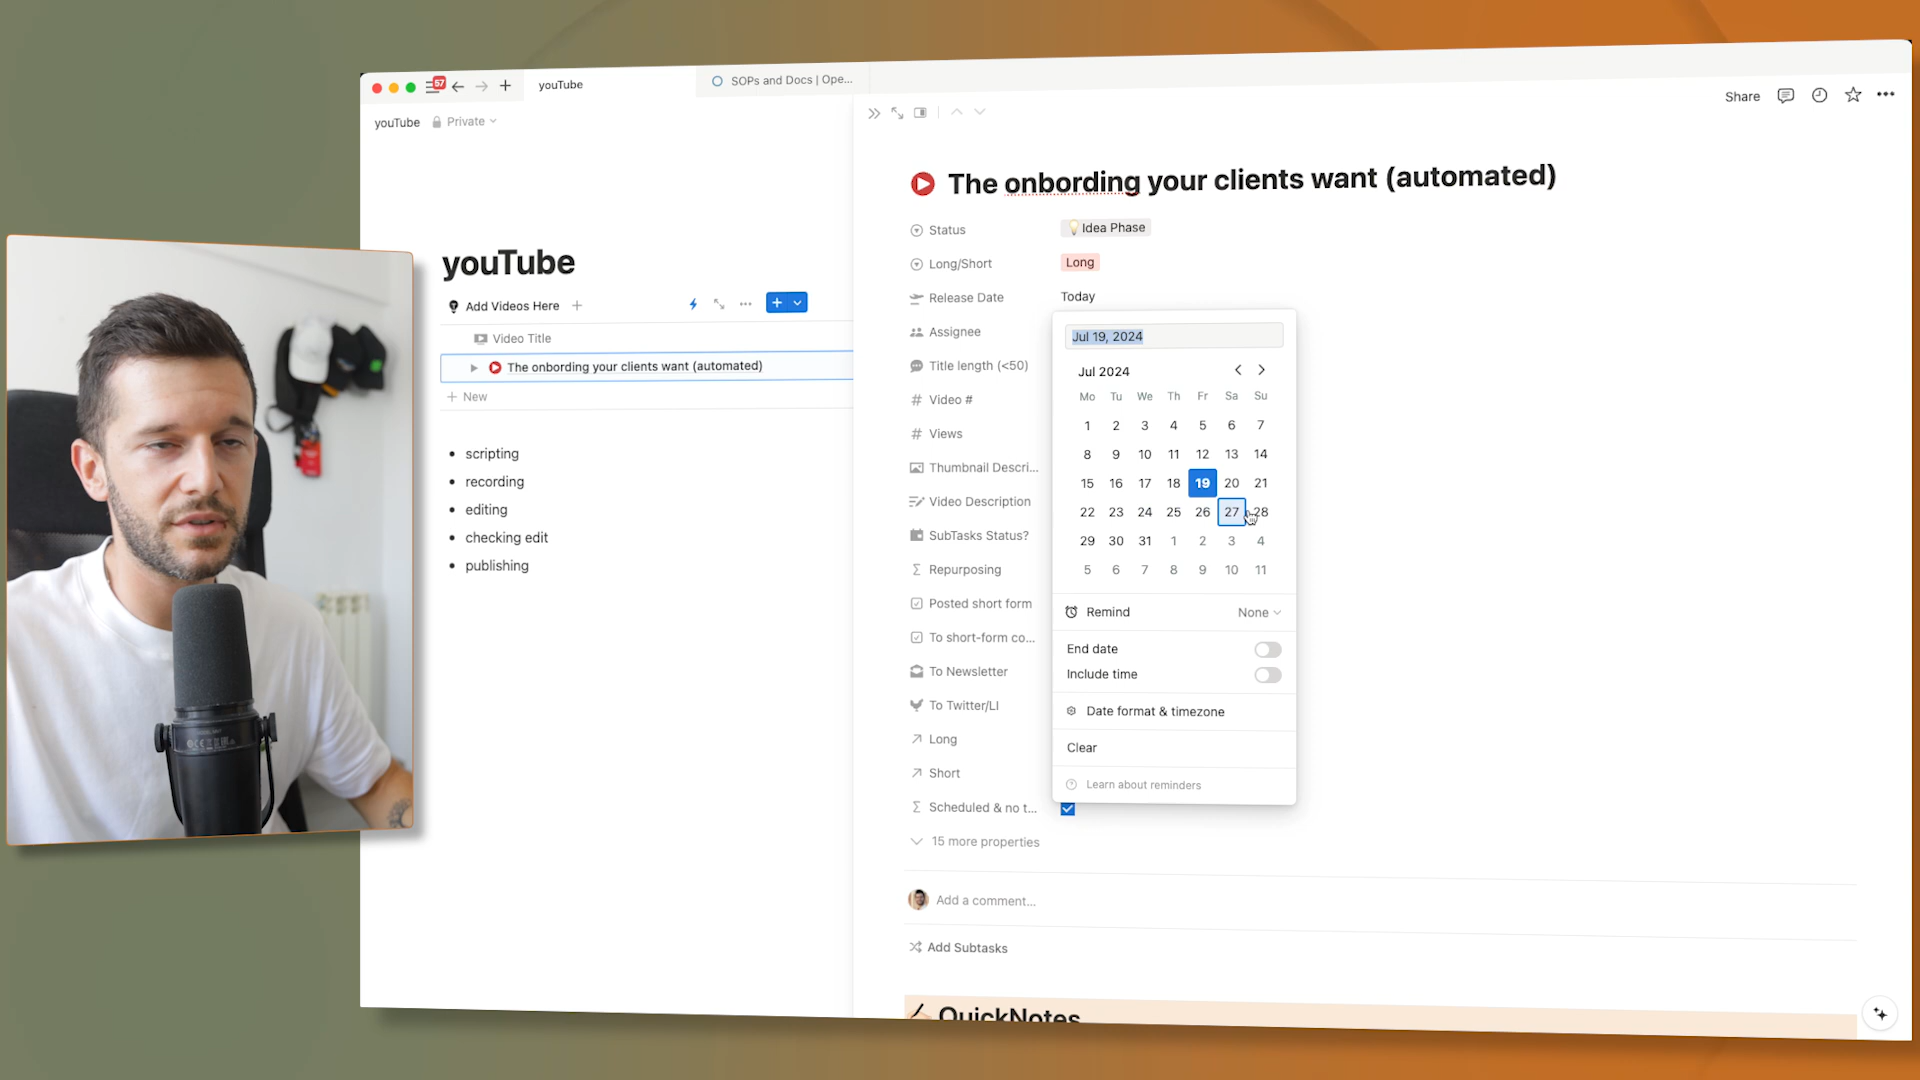 57
youTube
SOPs and Docs | Ope...
youTube Private
Share
The onbording your clients want (automated)
Status Idea Phase
Long/Short Long
Release Date Today
Assignee
Title length (<50)
Video #
Views
Thumbnail Descri...
Video Description
SubTasks Status?
Repurposing
Posted short form
To short-form co...
To Newsletter
To Twitter/LI
Long
Short
Scheduled & no t...
15 more properties
Add a comment...
Add Subtasks
QuickNotes
youTube
Add Videos Here
Video Title
The onbording your clients want (automated)
New
scripting
recording
editing
checking edit
publishing
Jul 19, 2024
Jul 2024
Mo Tu We Th Fr Sa Su
1 2 3 4 5 6 7
8 9 10 11 12 13 14
15 16 17 18 19 20 21
22 23 24 25 26 27 28
29 30 31 1 2 3 4
5 6 7 8 9 10 11
Remind None
End date
Include time
Date format & timezone
Clear
Learn about reminders